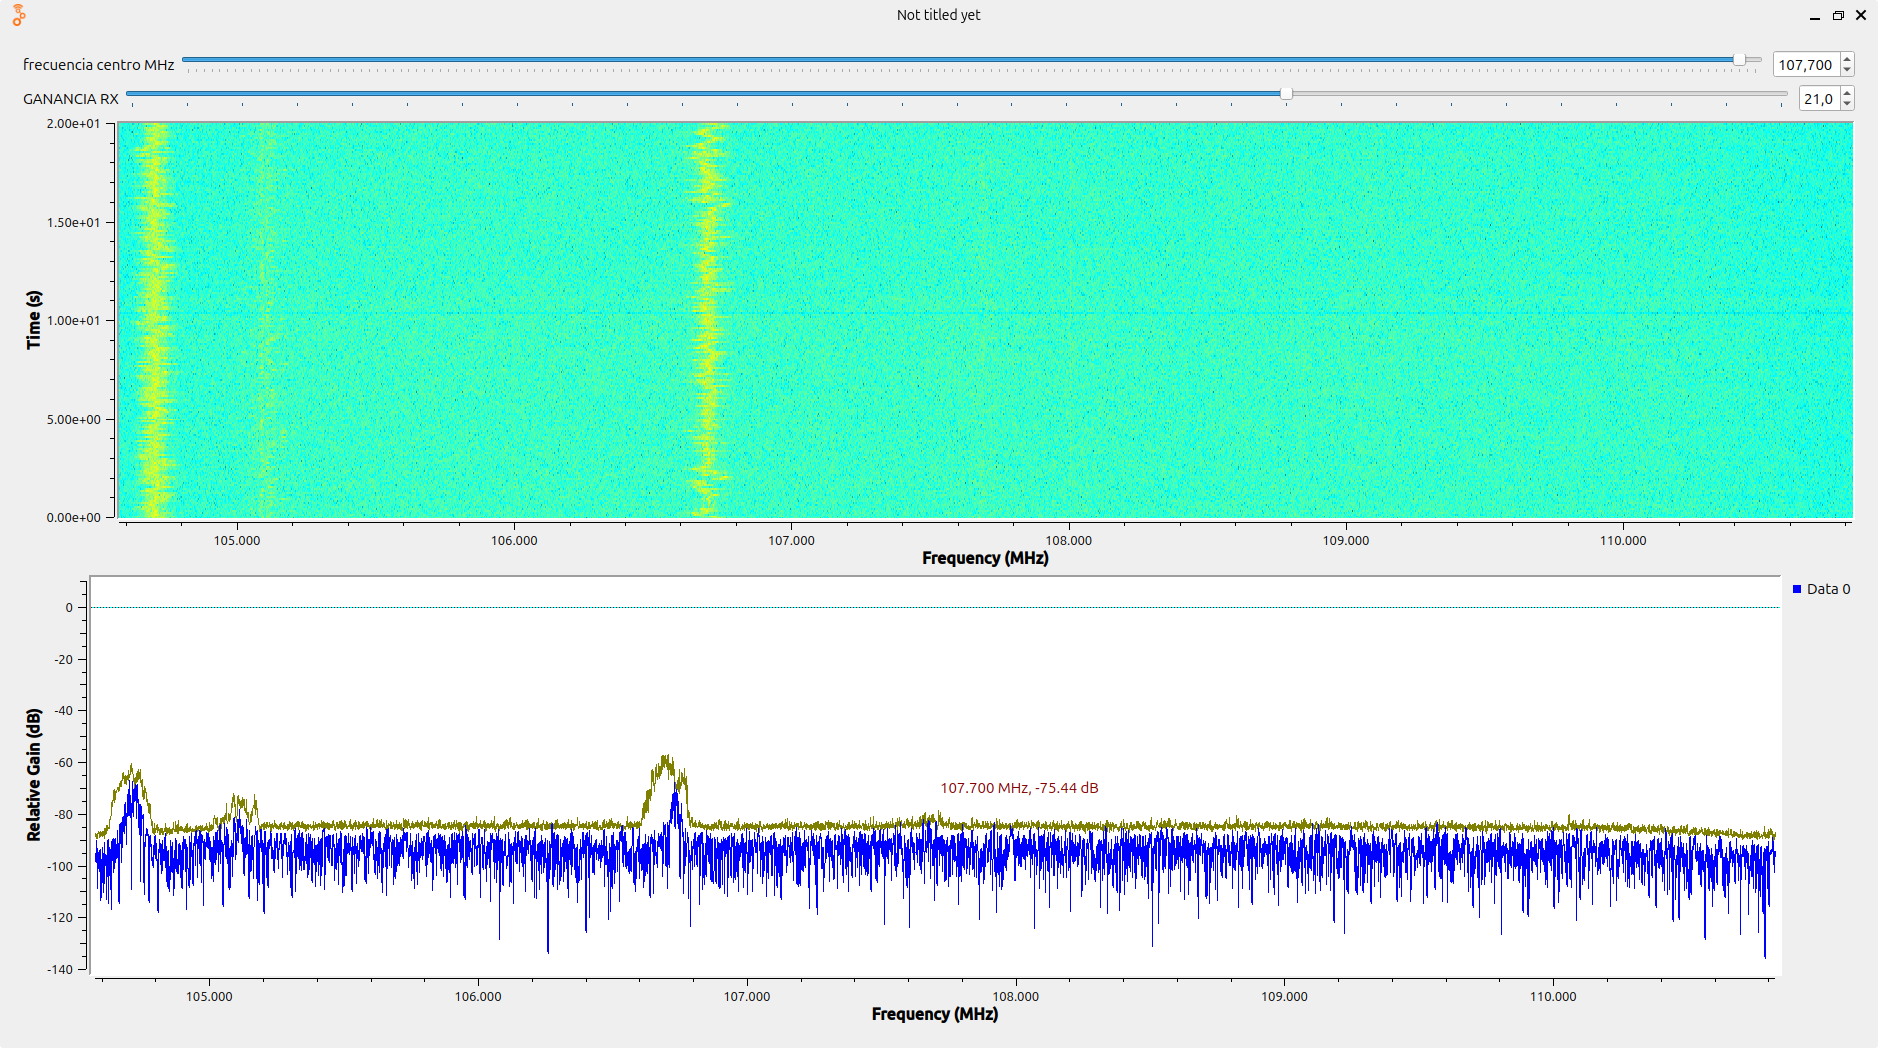 Not titled yet
frecuencia centro MHz 107,700
GANANCIA RX 21,0
2.00e+01
1.50e+01
1.00e+01
5.00e+00
0.00e+00
Time (s)
105.000 106.000 107.000 108.000 109.000 110.000
Frequency (MHz)
0
-20
-40
-60
-80
-100
-120
-140
Relative Gain (dB)
107.700 MHz, -75.44 dB
Data 0
105.000 106.000 107.000 108.000 109.000 110.000
Frequency (MHz)